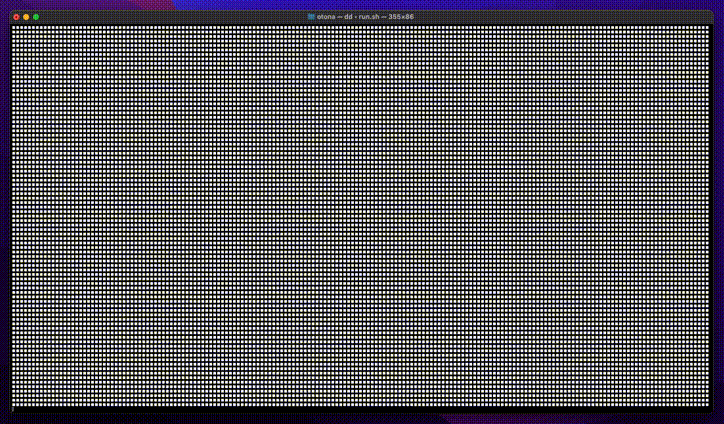 otona — dd • run.sh — 355×86